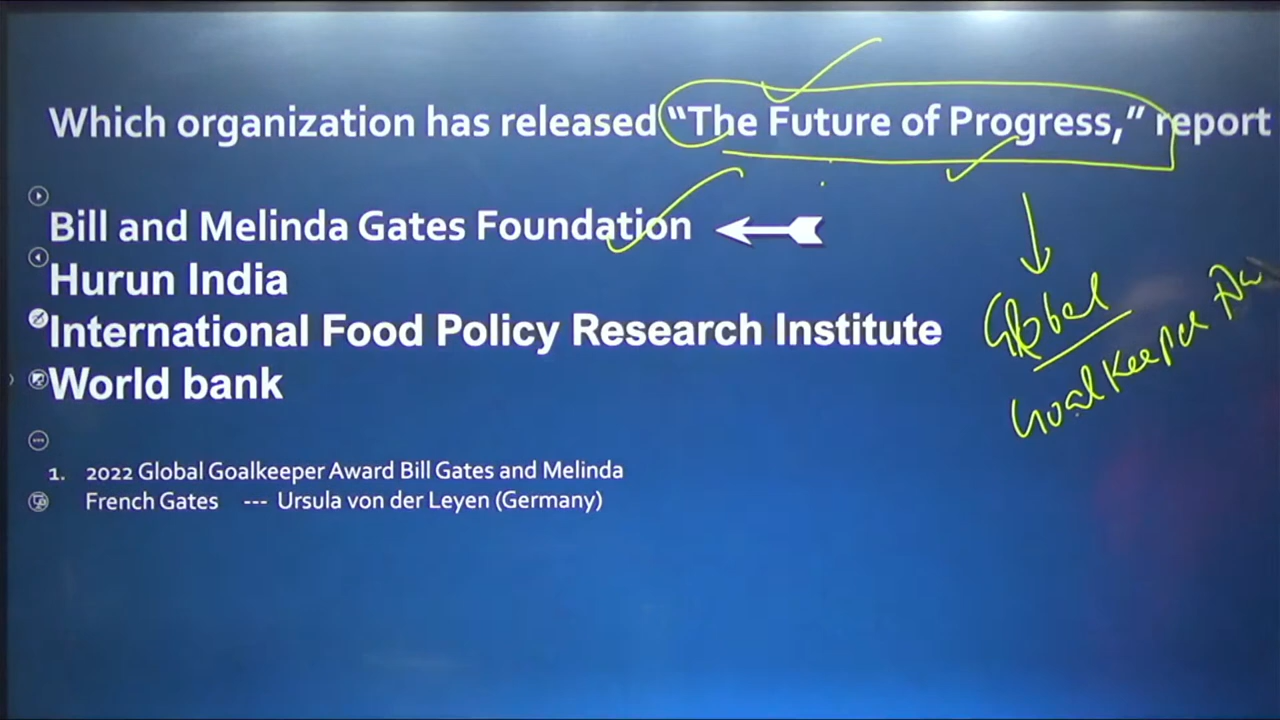 Which organization has released “The Future of Progress,” report
Bill and Melinda Gates Foundation
Hurun India
International Food Policy Research Institute
World bank
1. 2022 Global Goalkeeper Award Bill Gates and Melinda
French Gates --- Ursula von der Leyen (Germany)
Global
Goalkeeper